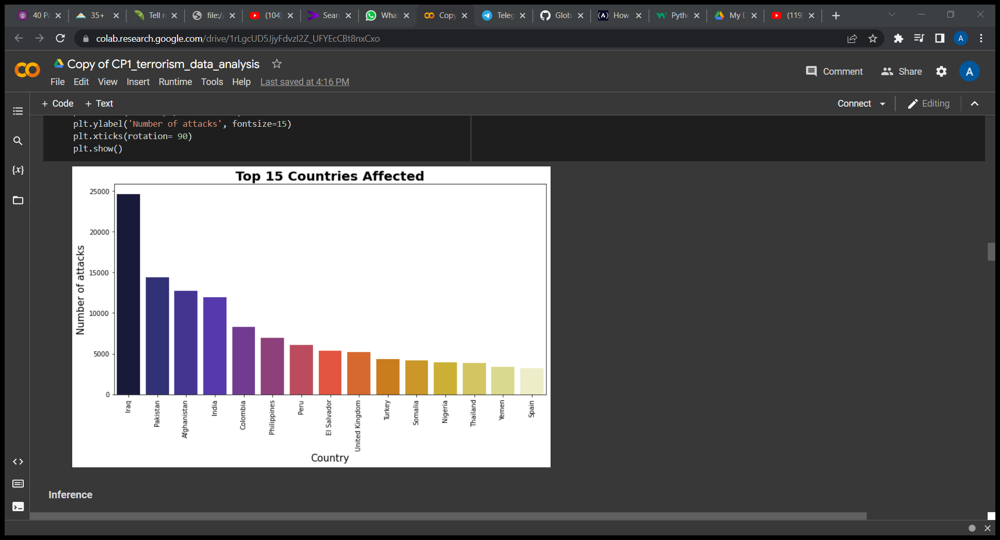 40 P
35+
Tell n
file:/
(104)
Sear
Wha
Copy
Teleg
Glob
How
Pyth
My D
(119)
colab.research.google.com/drive/1rLgcUD5JjyFdvzI2Z_UFYEcCBt8nxCxo
A
Copy of CP1_terrorism_data_analysis
Comment
Share
A
File Edit View Insert Runtime Tools Help Last saved at 4:16 PM
+ Code + Text
Connect
Editing
{x}
plt.ylabel('Number of attacks', fontsize=15)
plt.xticks(rotation= 90)
plt.show()
Top 15 Countries Affected
Number of attacks
25000
20000
15000
10000
5000
0
Iraq
Pakistan
Afghanistan
India
Colombia
Philippines
Peru
El Salvador
United Kingdom
Turkey
Somalia
Nigeria
Thailand
Yemen
Spain
Country
Inference